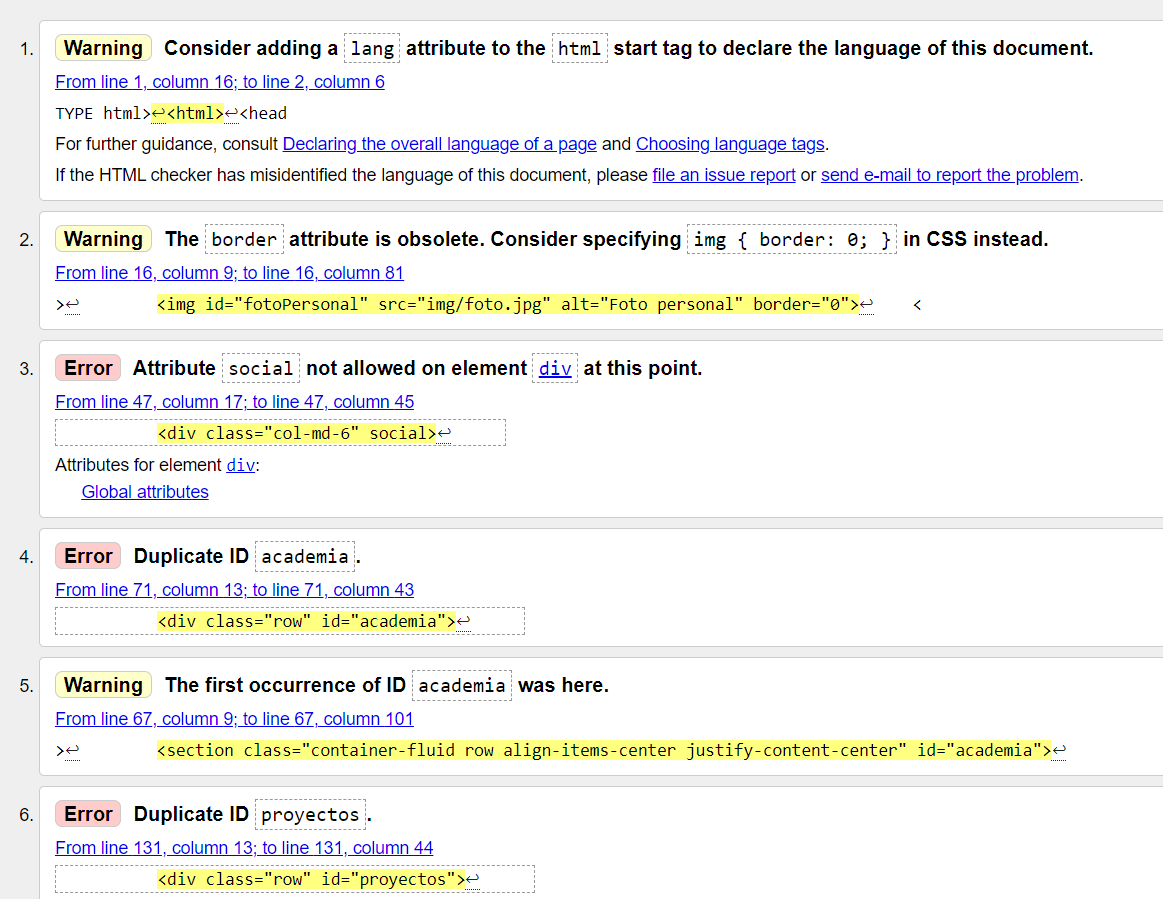 1. Warning Consider adding a lang attribute to the html start tag to declare the language of this document.
From line 1, column 16; to line 2, column 6
TYPE html>↩<html>↩<head
For further guidance, consult Declaring the overall language of a page and Choosing language tags.
If the HTML checker has misidentified the language of this document, please file an issue report or send e-mail to report the problem.
2. Warning The border attribute is obsolete. Consider specifying img { border: 0; } in CSS instead.
From line 16, column 9; to line 16, column 81
>↩ <img id="fotoPersonal" src="img/foto.jpg" alt="Foto personal" border="0">↩ <
3. Error Attribute social not allowed on element div at this point.
From line 47, column 17; to line 47, column 45
<div class="col-md-6" social>↩
Attributes for element div:
Global attributes
4. Error Duplicate ID academia.
From line 71, column 13; to line 71, column 43
<div class="row" id="academia">↩
5. Warning The first occurrence of ID academia was here.
From line 67, column 9; to line 67, column 101
>↩ <section class="container-fluid row align-items-center justify-content-center" id="academia">↩
6. Error Duplicate ID proyectos.
From line 131, column 13; to line 131, column 44
<div class="row" id="proyectos">↩